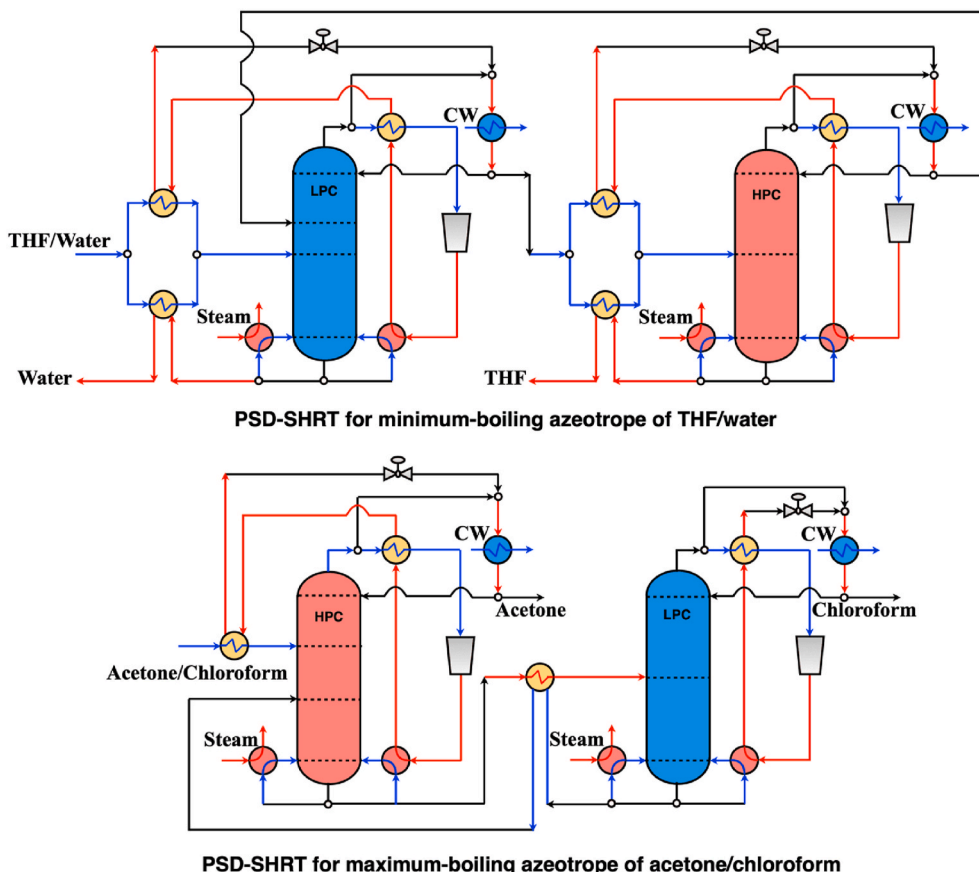 CW
CW
LPC
HPC
THF/Water
Steam
Steam
Water
THF
PSD-SHRT for minimum-boiling azeotrope of THF/water
CW
CW
HPC
LPC
Acetone
Chloroform
Acetone/Chloroform
Steam
Steam
PSD-SHRT for maximum-boiling azeotrope of acetone/chloroform